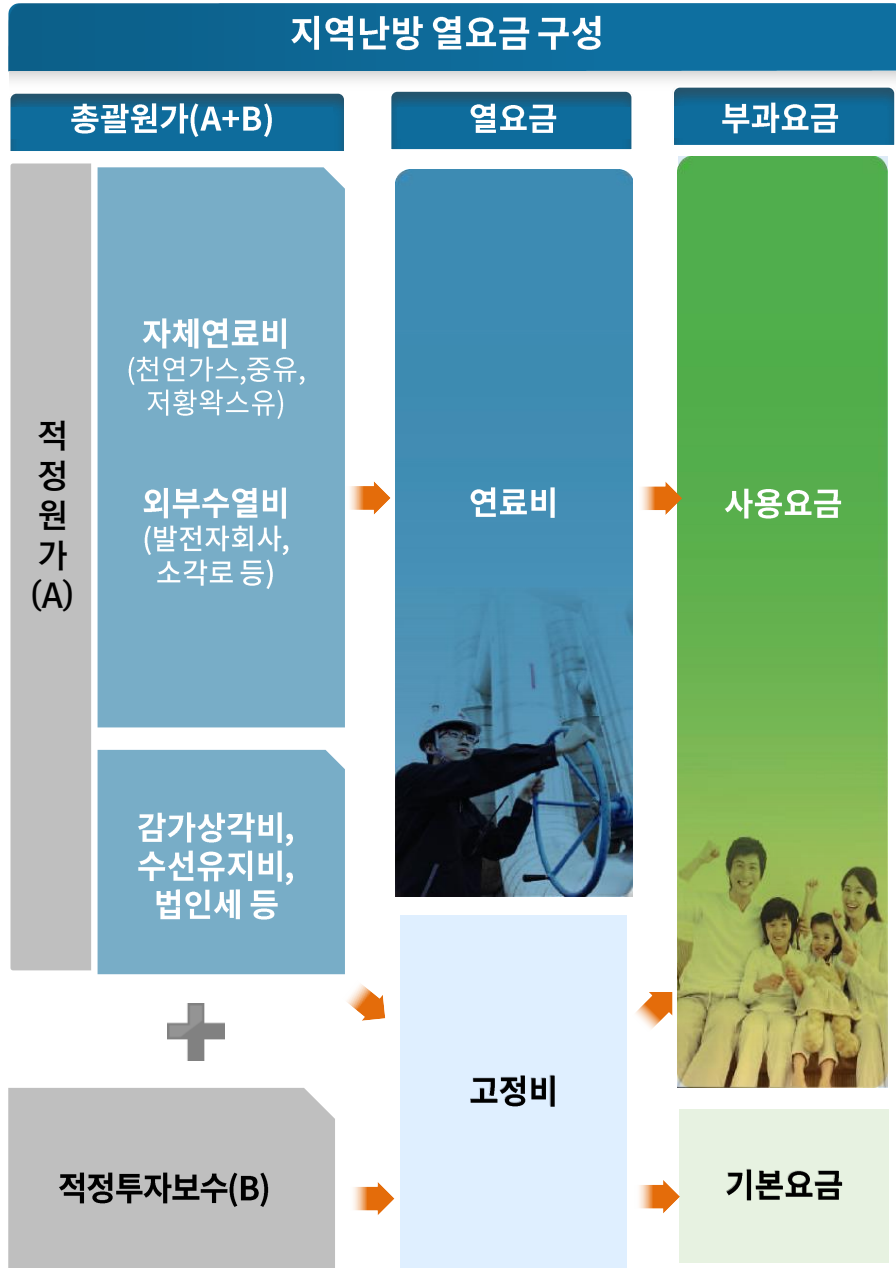 지역난방 열요금 구성
총괄원가(A+B)
열요금
부과요금
적
정
원
가
(A)
자체연료비
(천연가스,중유,
저황왁스유)
외부수열비
(발전자회사,
소각로 등)
연료비
사용요금
감가상각비,
수선유지비,
법인세 등
고정비
적정투자보수(B)
기본요금